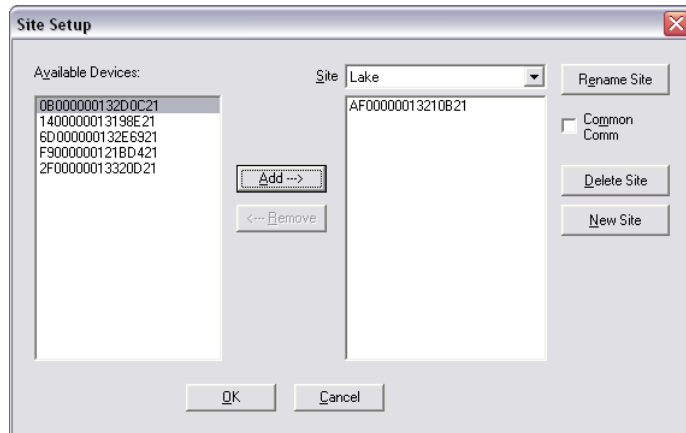 Site Setup
Available Devices:
Site Lake
Rename Site
0B000000132D0C21
1400000013198E21
6D000000132E6921
F9000000121BD421
2F00000013320D21
AF00000013210B21
Common
Comm
Add --->
<--- Remove
Delete Site
New Site
OK
Cancel